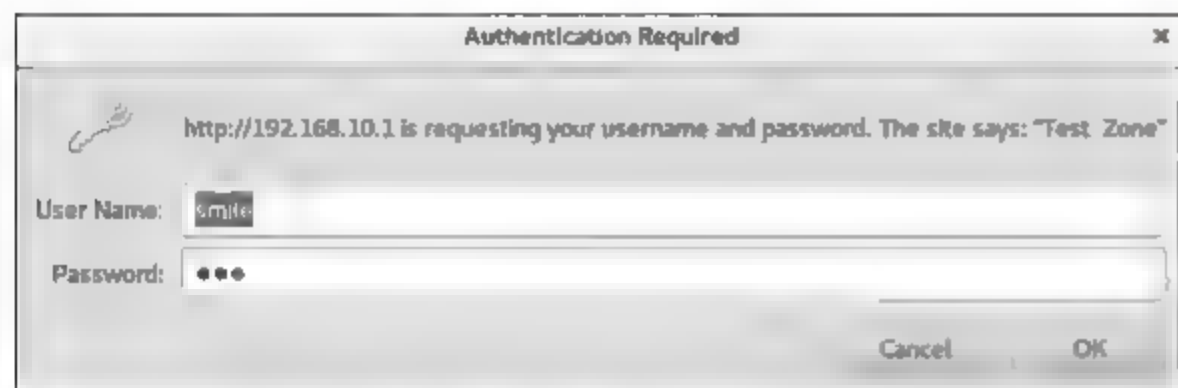 Authentication Required
http://192.168.10.1 is requesting your username and password. The site says: "Test Zone"
User Name: smile
Password: ●●●
Cancel OK